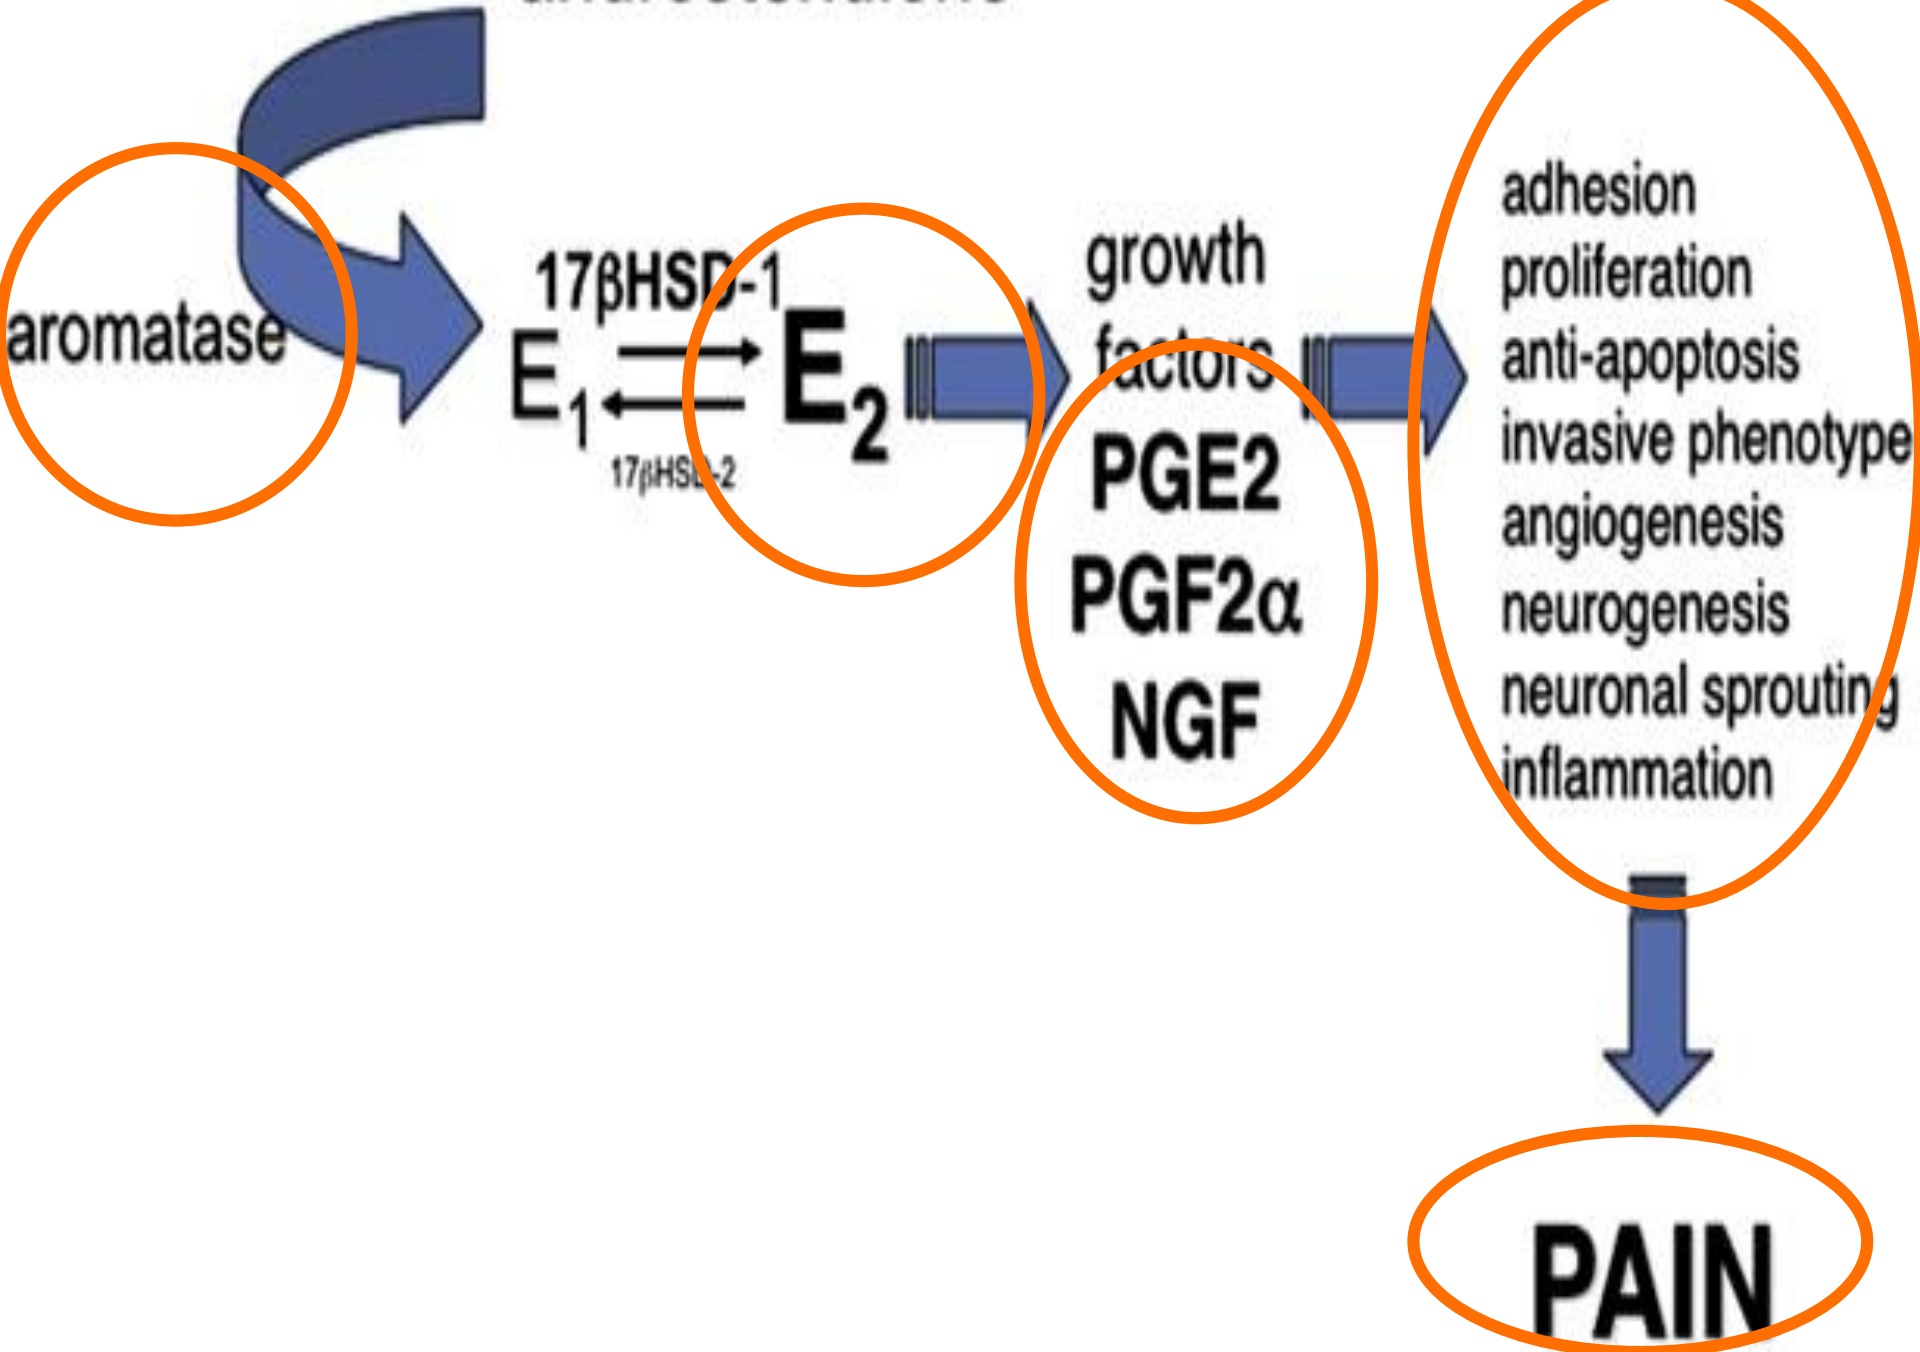 aromatase
17βHSD-1
E1
E2
17βHSD-2
growth
factors
PGE2
PGF2α
NGF
adhesion
proliferation
anti-apoptosis
invasive phenotype
angiogenesis
neurogenesis
neuronal sprouting
inflammation
PAIN